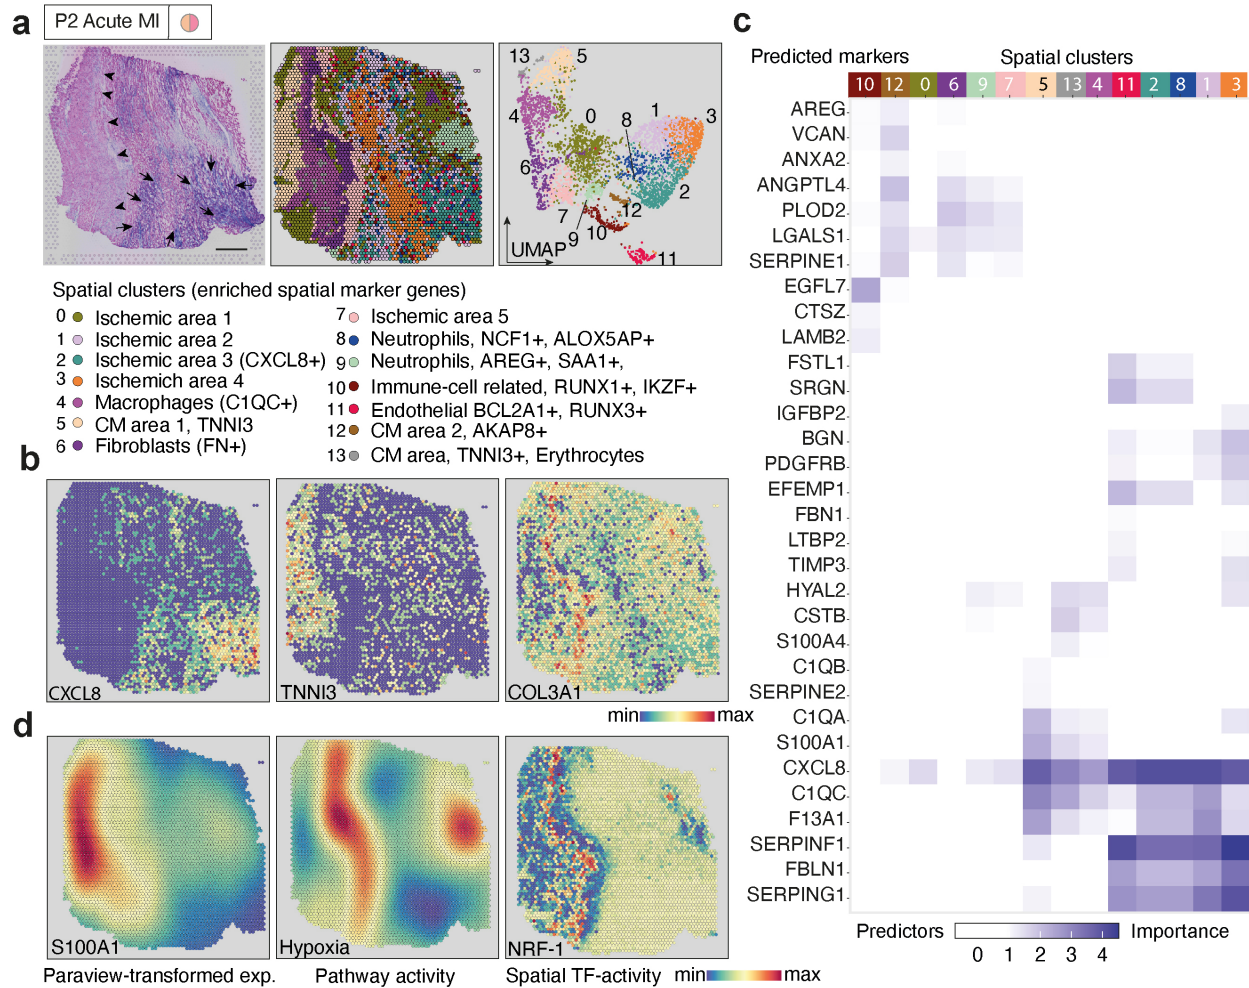 a
P2 Acute MI
13
5
4
0
1
3
8
6
2
7
12
9
10
11
UMAP
Spatial clusters (enriched spatial marker genes)
0 Ischemic area 1
1 Ischemic area 2
2 Ischemic area 3 (CXCL8+)
3 Ischemich area 4
4 Macrophages (C1QC+)
5 CM area 1, TNNI3
6 Fibroblasts (FN+)
7 Ischemic area 5
8 Neutrophils, NCF1+, ALOX5AP+
9 Neutrophils, AREG+, SAA1+,
10 Immune-cell related, RUNX1+, IKZF+
11 Endothelial BCL2A1+, RUNX3+
12 CM area 2, AKAP8+
13 CM area, TNNI3+, Erythrocytes
b
CXCL8
TNNI3
COL3A1
min max
d
S100A1
Hypoxia
NRF-1
Paraview-transformed exp.
Pathway activity
Spatial TF-activity
min max
c
Predicted markers
Spatial clusters
10 12 0 6 9 7 5 13 4 11 2 8 1 3
AREG
VCAN
ANXA2
ANGPTL4
PLOD2
LGALS1
SERPINE1
EGFL7
CTSZ
LAMB2
FSTL1
SRGN
IGFBP2
BGN
PDGFRB
EFEMP1
FBN1
LTBP2
TIMP3
HYAL2
CSTB
S100A4
C1QB
SERPINE2
C1QA
S100A1
CXCL8
C1QC
F13A1
SERPINF1
FBLN1
SERPING1
Predictors
Importance
0 1 2 3 4